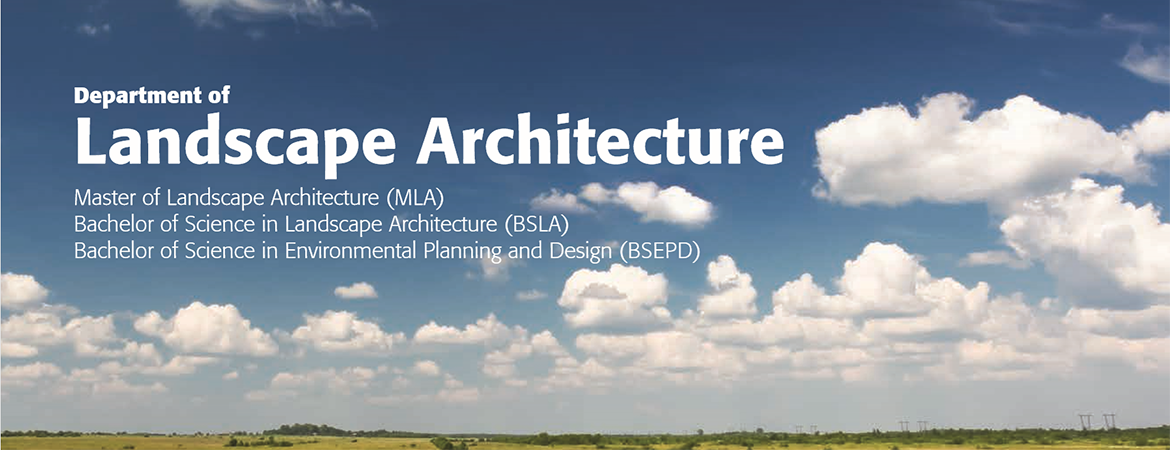 Department of
Landscape Architecture
Master of Landscape Architecture (MLA)
Bachelor of Science in Landscape Architecture (BSLA)
Bachelor of Science in Environmental Planning and Design (BSEPD)